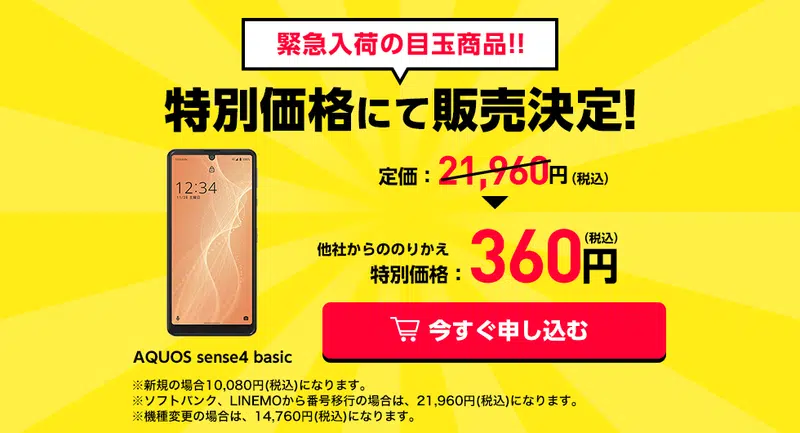 緊急入荷の目玉商品!!
特別価格にて販売決定!
定価：21,960円(税込)
他社からののりかえ
特別価格：360円(税込)
今すぐ申し込む
12:34
AQUOS sense4 basic
※新規の場合10,080円(税込)になります。
※ソフトバンク、LINEMOから番号移行の場合は、21,960円(税込)になります。
※機種変更の場合は、14,760円(税込)になります。